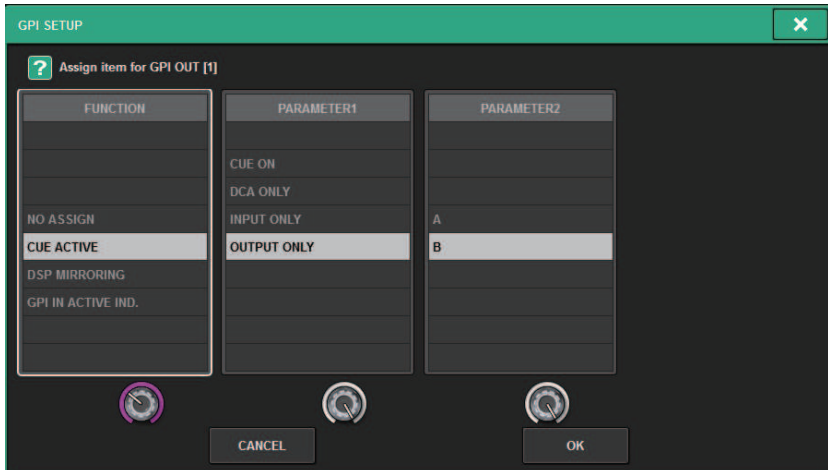 GPI SETUP
Assign item for GPI OUT [1]
FUNCTION
NO ASSIGN
CUE ACTIVE
DSP MIRRORING
GPI IN ACTIVE IND.
PARAMETER1
CUE ON
DCA ONLY
INPUT ONLY
OUTPUT ONLY
PARAMETER2
A
B
CANCEL
OK